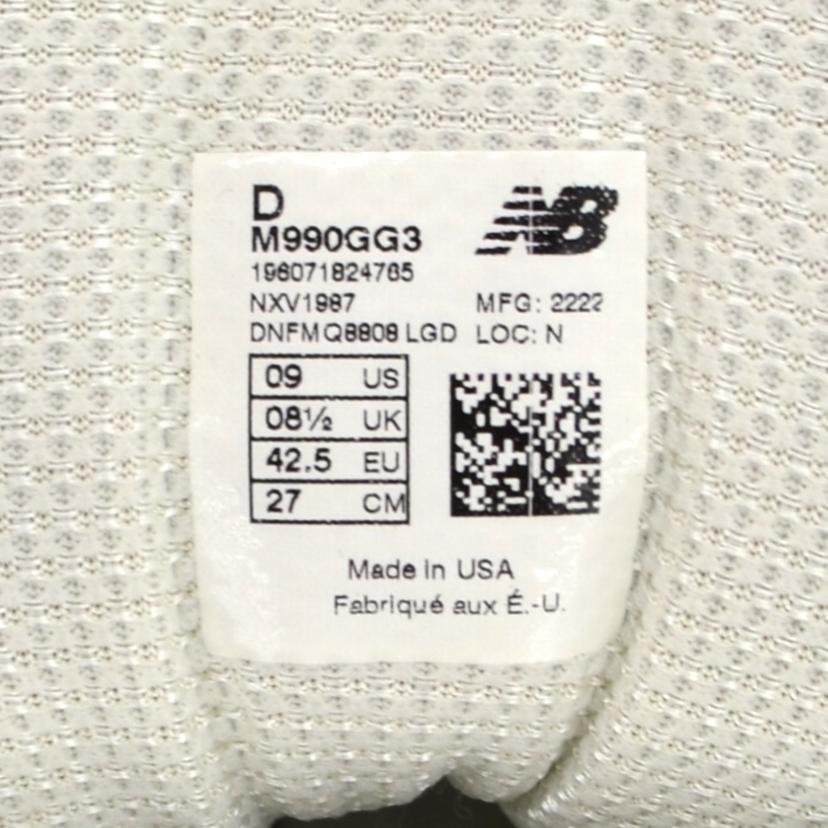 D
NB
M990GG3
196071824765
NXV1987 MFG: 2222
DNFMQ8808 LGD LOC: N
09 US
08½ UK
42.5 EU
27 CM
Made in USA
Fabriqué aux É.-U.